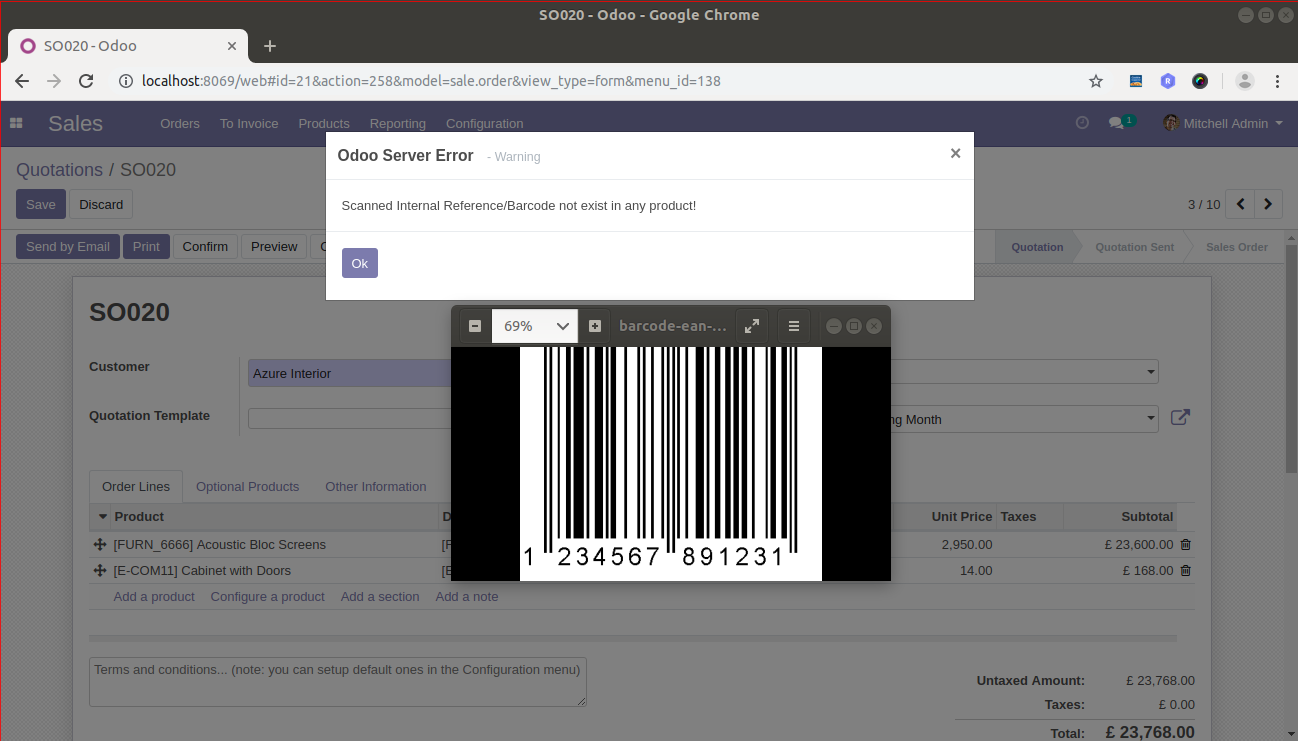 SO020 - Odoo - Google Chrome
SO020 - Odoo
localhost:8069/web#id=21&action=258&model=sale.order&view_type=form&menu_id=138
Sales Orders To Invoice Products Reporting Configuration 1 Mitchell Admin
Odoo Server Error - Warning ×
Quotations / SO020
Save Discard
Scanned Internal Reference/Barcode not exist in any product!
3 / 10
Send by Email Print Confirm Preview
Quotation Quotation Sent Sales Order
Ok
SO020
69% barcode-ean-...
Customer Azure Interior
Quotation Template
ng Month
1 234567 891231
Order Lines Optional Products Other Information
Product D Unit Price Taxes Subtotal
[FURN_6666] Acoustic Bloc Screens [F 2,950.00 £ 23,600.00
[E-COM11] Cabinet with Doors [E 14.00 £ 168.00
Add a product Configure a product Add a section Add a note
Terms and conditions... (note: you can setup default ones in the Configuration menu)
Untaxed Amount: £ 23,768.00
Taxes: £ 0.00
Total: £ 23,768.00